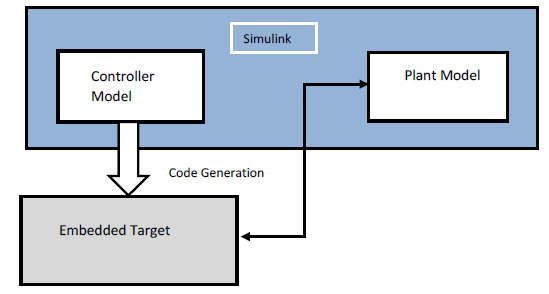 Simulink
Controller
Model
Plant Model
Code Generation
Embedded Target